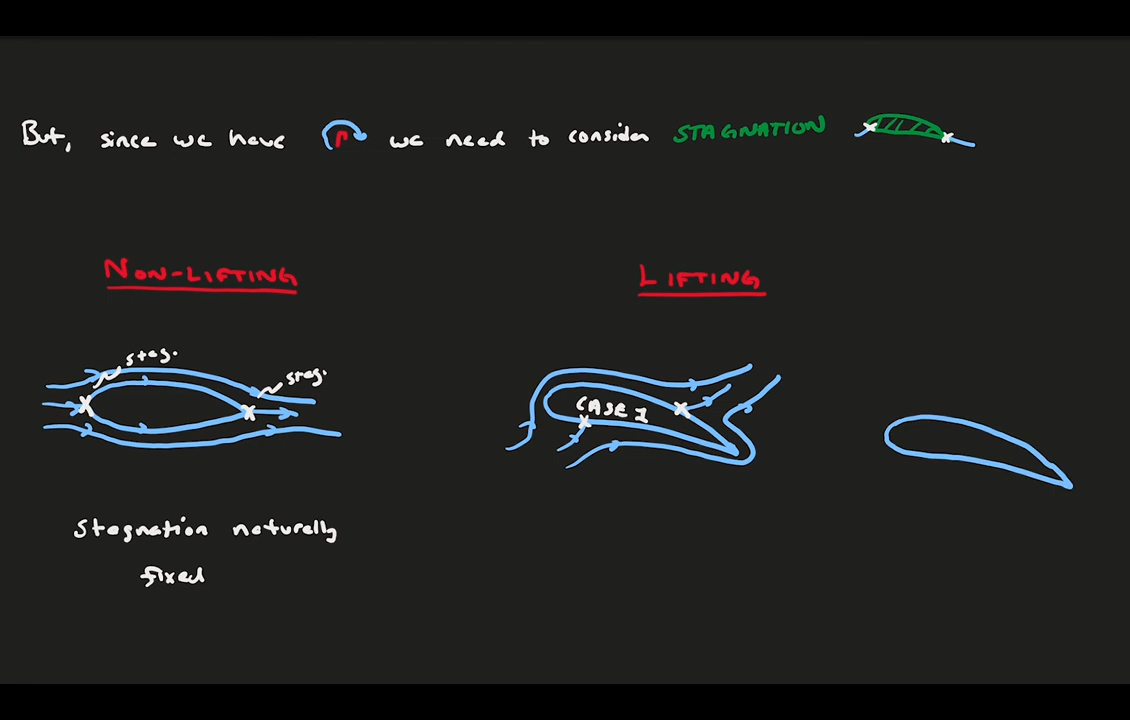 But, since we have Γ we need to consider STAGNATION
NON-LIFTING
LIFTING
stag.
stag.
CASE 1
Stagnation naturally
fixed